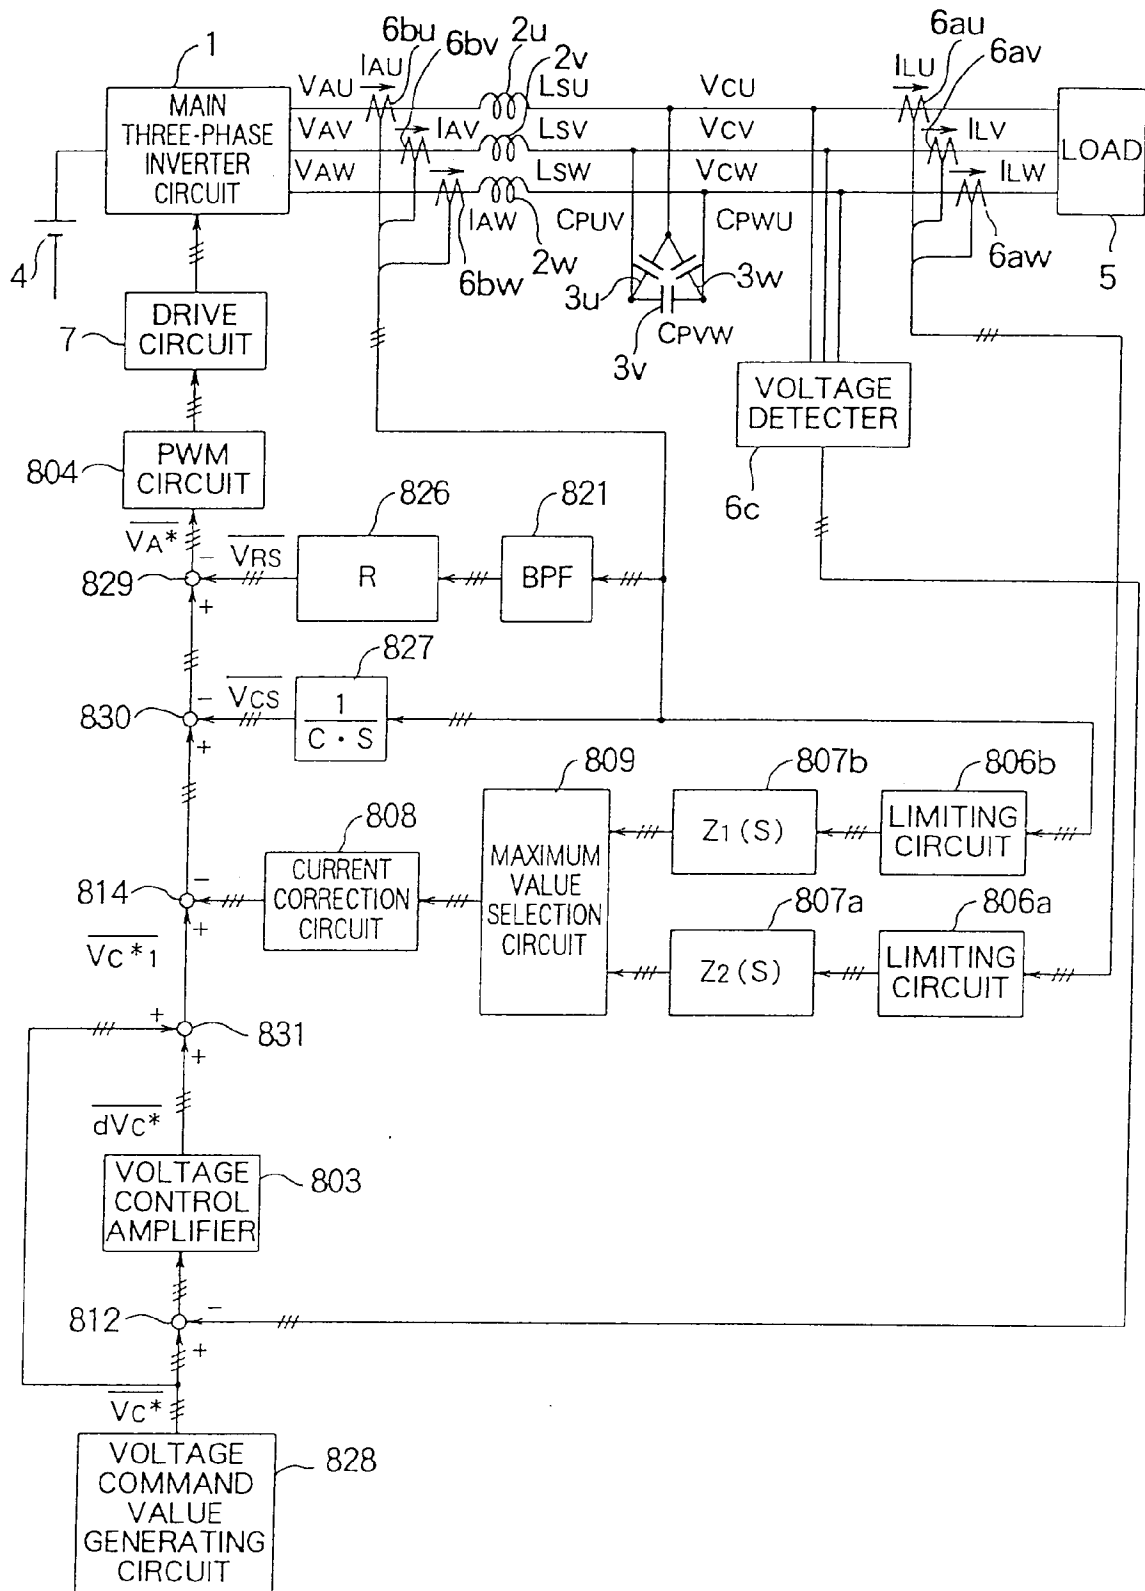 1
MAIN
THREE-PHASE
INVERTER
CIRCUIT
VAU
VAV
VAW
IAU
IAV
IAW
6bu
6bv
6bw
2u
2v
2w
LSU
LSV
LSW
VCU
VCV
VCW
CPUV
CPWU
CPVW
3u
3v
3w
6au
6av
6aw
ILU
ILV
ILW
LOAD
5
4
7
DRIVE
CIRCUIT
VOLTAGE
DETECTER
6c
804
PWM
CIRCUIT
VA*
826
821
829
−
+
VRS
R
BPF
827
830
−
+
VCS
1
C · S
809
807b
806b
808
MAXIMUM
VALUE
SELECTION
CIRCUIT
Z1(S)
LIMITING
CIRCUIT
814
−
+
CURRENT
CORRECTION
CIRCUIT
807a
806a
Z2(S)
LIMITING
CIRCUIT
VC*1
+
831
+
dVC*
VOLTAGE
CONTROL
AMPLIFIER
803
812
−
+
VC*
VOLTAGE
COMMAND
VALUE
GENERATING
CIRCUIT
828